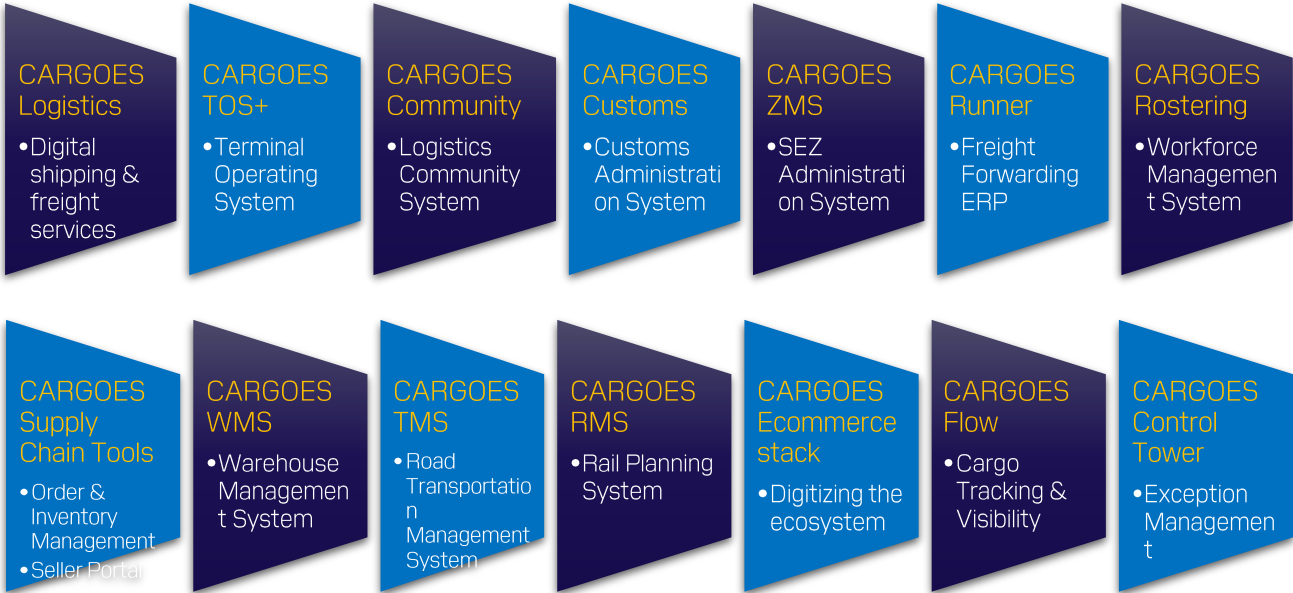 CARGOES
Logistics
•Digital
shipping &
freight
services
CARGOES
TOS+
•Terminal
Operating
System
CARGOES
Community
•Logistics
Community
System
CARGOES
Customs
•Customs
Administrati
on System
CARGOES
ZMS
•SEZ
Administrati
on System
CARGOES
Runner
•Freight
Forwarding
ERP
CARGOES
Rostering
•Workforce
Managemen
t System
CARGOES
Supply
Chain Tools
•Order &
Inventory
Management
•Seller Portal
CARGOES
WMS
•Warehouse
Managemen
t System
CARGOES
TMS
•Road
Transportatio
n
Management
System
CARGOES
RMS
•Rail Planning
System
CARGOES
Ecommerce
stack
•Digitizing the
ecosystem
CARGOES
Flow
•Cargo
Tracking &
Visibility
CARGOES
Control
Tower
•Exception
Managemen
t